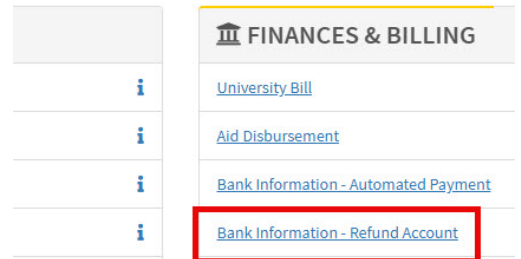 FINANCES & BILLING
University Bill
Aid Disbursement
Bank Information - Automated Payment
Bank Information - Refund Account